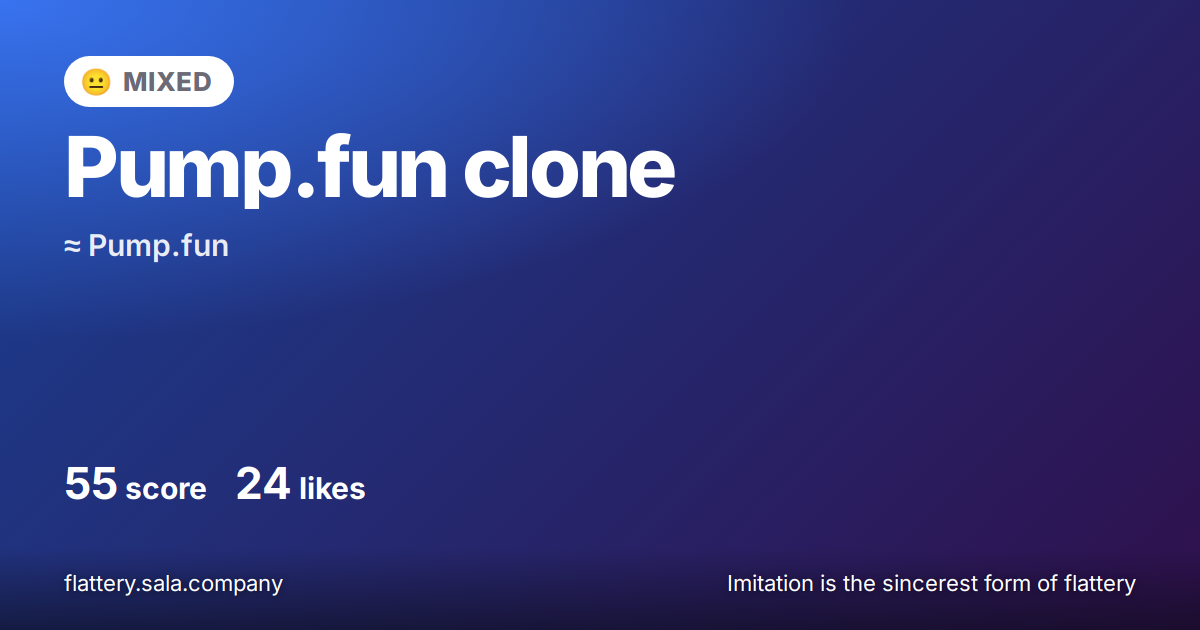 😐 MIXED
Pump.fun clone
≈ Pump.fun
55 score 24 likes
flattery.sala.company
Imitation is the sincerest form of flattery